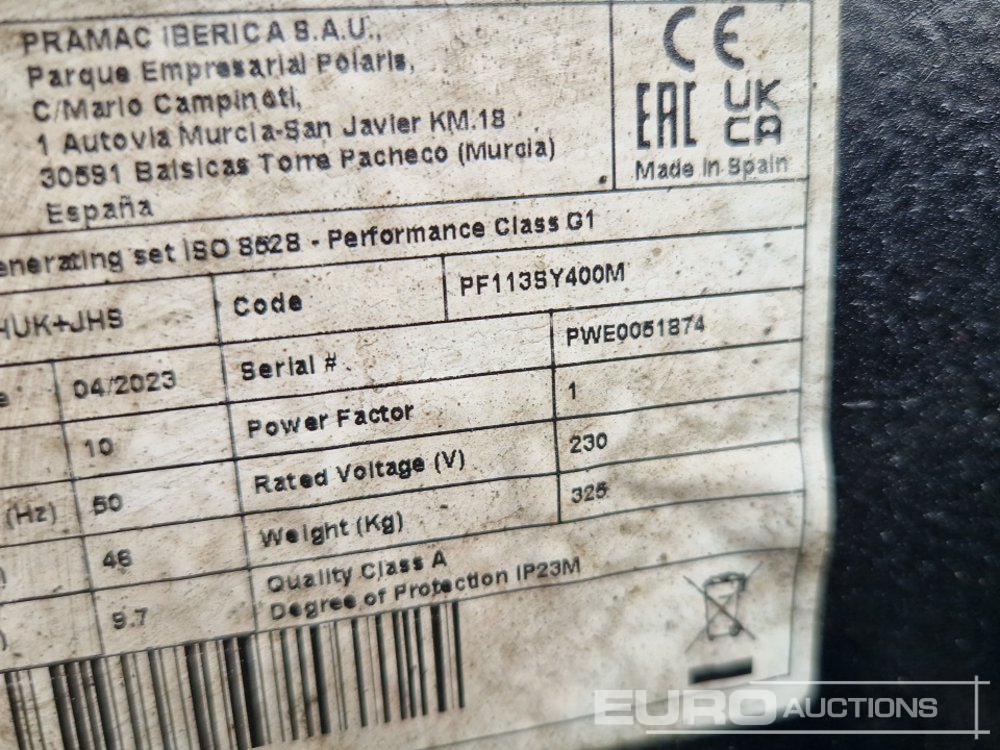 PRAMAC IBERICA S.A.U.,
Parque Empresarial Polaris,
C/Mario Campinoti,
1 Autovia Murcia-San Javier KM.18
30591 Balsicas Torre Pacheco (Murcia)
España
CE
EAC UK CA
Made in Spain
enerating set ISO 8528 - Performance Class G1
HUK+JHS Code PF113SY400M
04/2023 Serial # PWE0051874
10 Power Factor 1
(Hz) 50 Rated Voltage (V) 230
46 Weight (Kg) 325
9.7 Quality Class A
Degree of Protection IP23M
EURO AUCTIONS